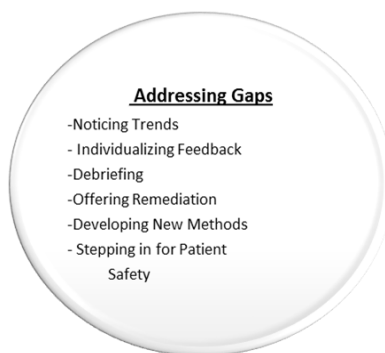 Addressing Gaps
-Noticing Trends
- Individualizing Feedback
-Debriefing
-Offering Remediation
-Developing New Methods
- Stepping in for Patient
Safety